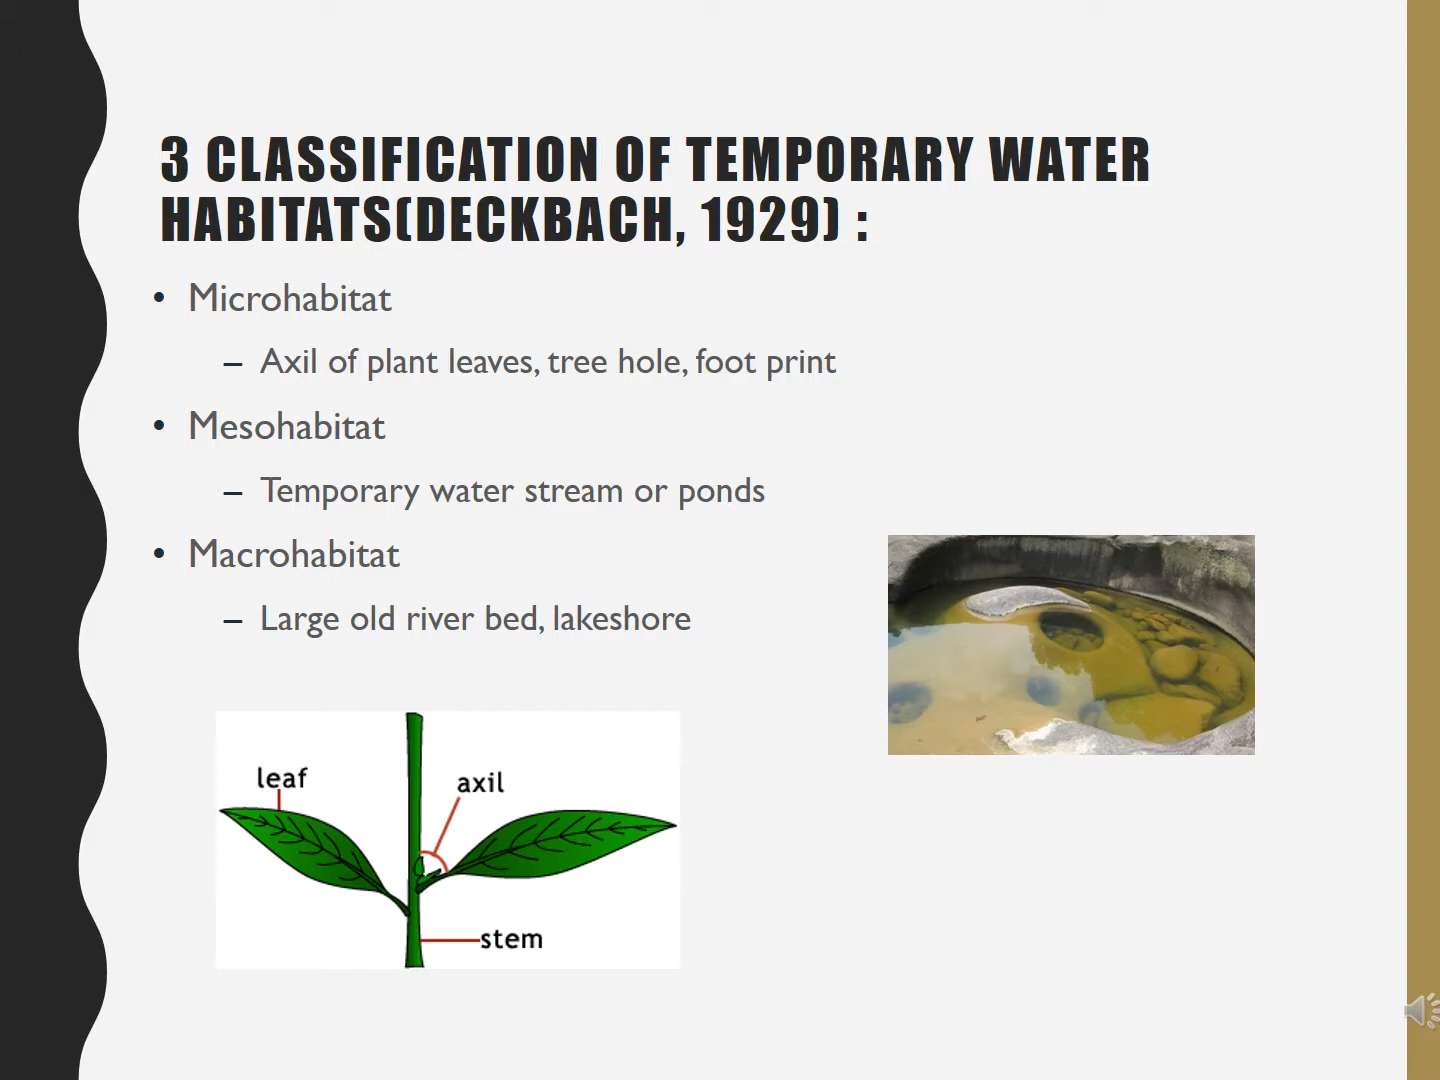 3 CLASSIFICATION OF TEMPORARY WATER
HABITATS(DECKBACH, 1929) :
• Microhabitat
– Axil of plant leaves, tree hole, foot print
• Mesohabitat
– Temporary water stream or ponds
• Macrohabitat
– Large old river bed, lakeshore
leaf
axil
stem